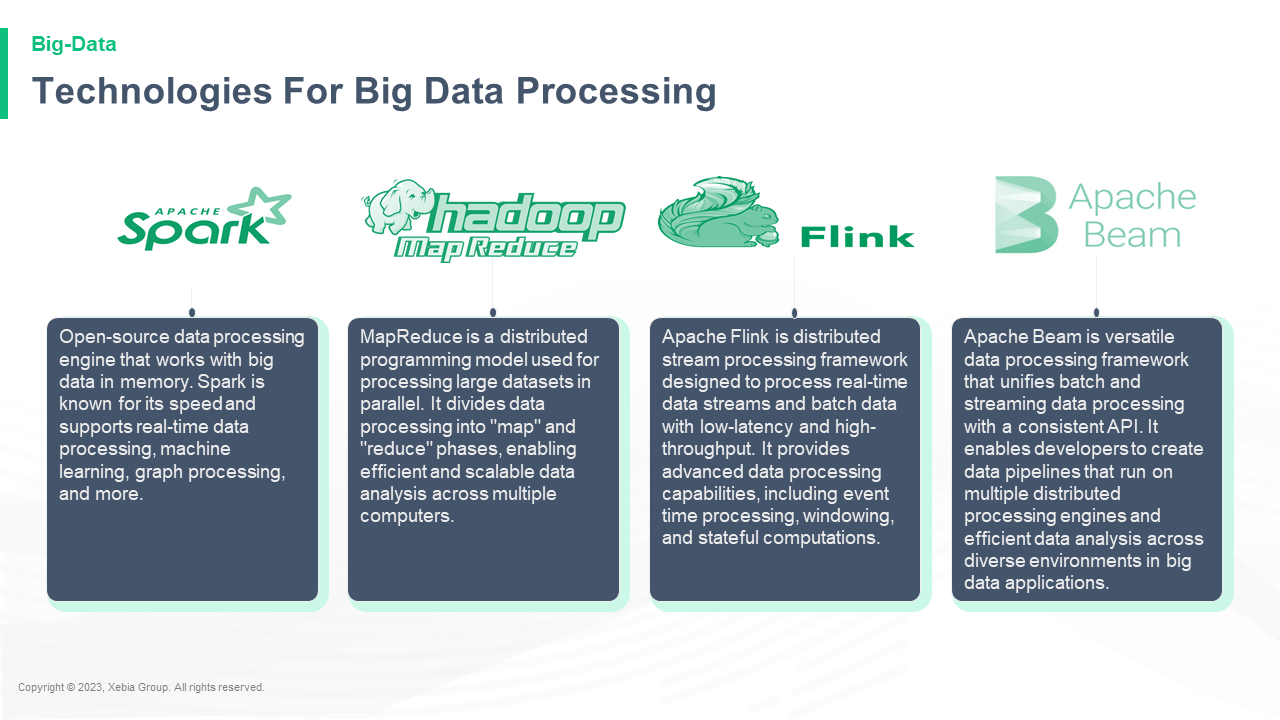 Big-Data
Technologies For Big Data Processing
APACHE
Spark
hadoop
Map Reduce
Flink
Apache
Beam
Open-source data processing
engine that works with big
data in memory. Spark is
known for its speed and
supports real-time data
processing, machine
learning, graph processing,
and more.
MapReduce is a distributed
programming model used for
processing large datasets in
parallel. It divides data
processing into "map" and
"reduce" phases, enabling
efficient and scalable data
analysis across multiple
computers.
Apache Flink is distributed
stream processing framework
designed to process real-time
data streams and batch data
with low-latency and high-
throughput. It provides
advanced data processing
capabilities, including event
time processing, windowing,
and stateful computations.
Apache Beam is versatile
data processing framework
that unifies batch and
streaming data processing
with a consistent API. It
enables developers to create
data pipelines that run on
multiple distributed
processing engines and
efficient data analysis across
diverse environments in big
data applications.
Copyright © 2023, Xebia Group. All rights reserved.